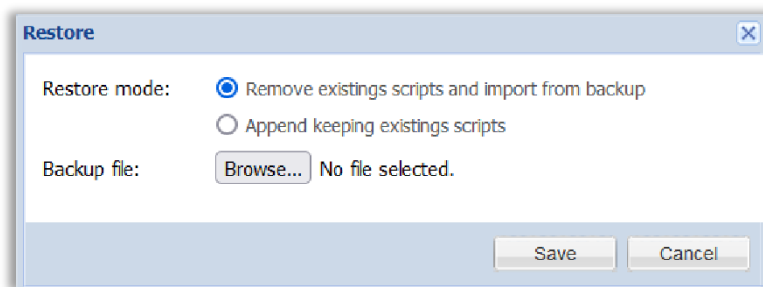 Restore
Restore mode: Remove existings scripts and import from backup
Append keeping existings scripts
Backup file: Browse... No file selected.
Save Cancel